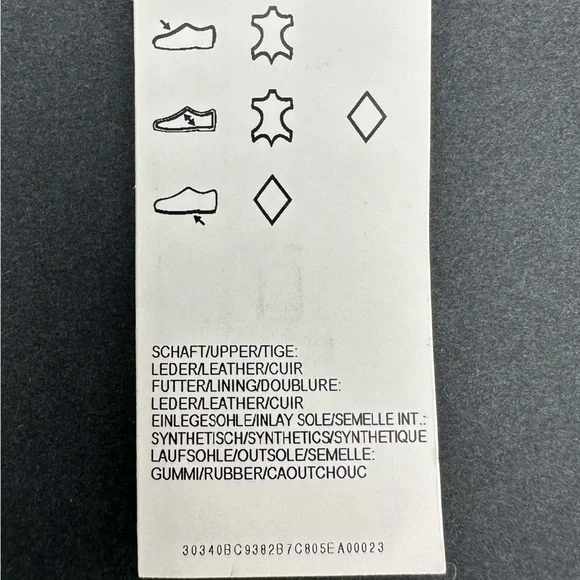 SCHAFT/UPPER/TIGE:
LEDER/LEATHER/CUIR
FUTTER/LINING/DOUBLURE:
LEDER/LEATHER/CUIR
EINLEGESOHLE/INLAY SOLE/SEMELLE INT.:
SYNTHETISCH/SYNTHETICS/SYNTHETIQUE
LAUFSOHLE/OUTSOLE/SEMELLE:
GUMMI/RUBBER/CAOUTCHOUC
30340BC9382B7C805EA00023